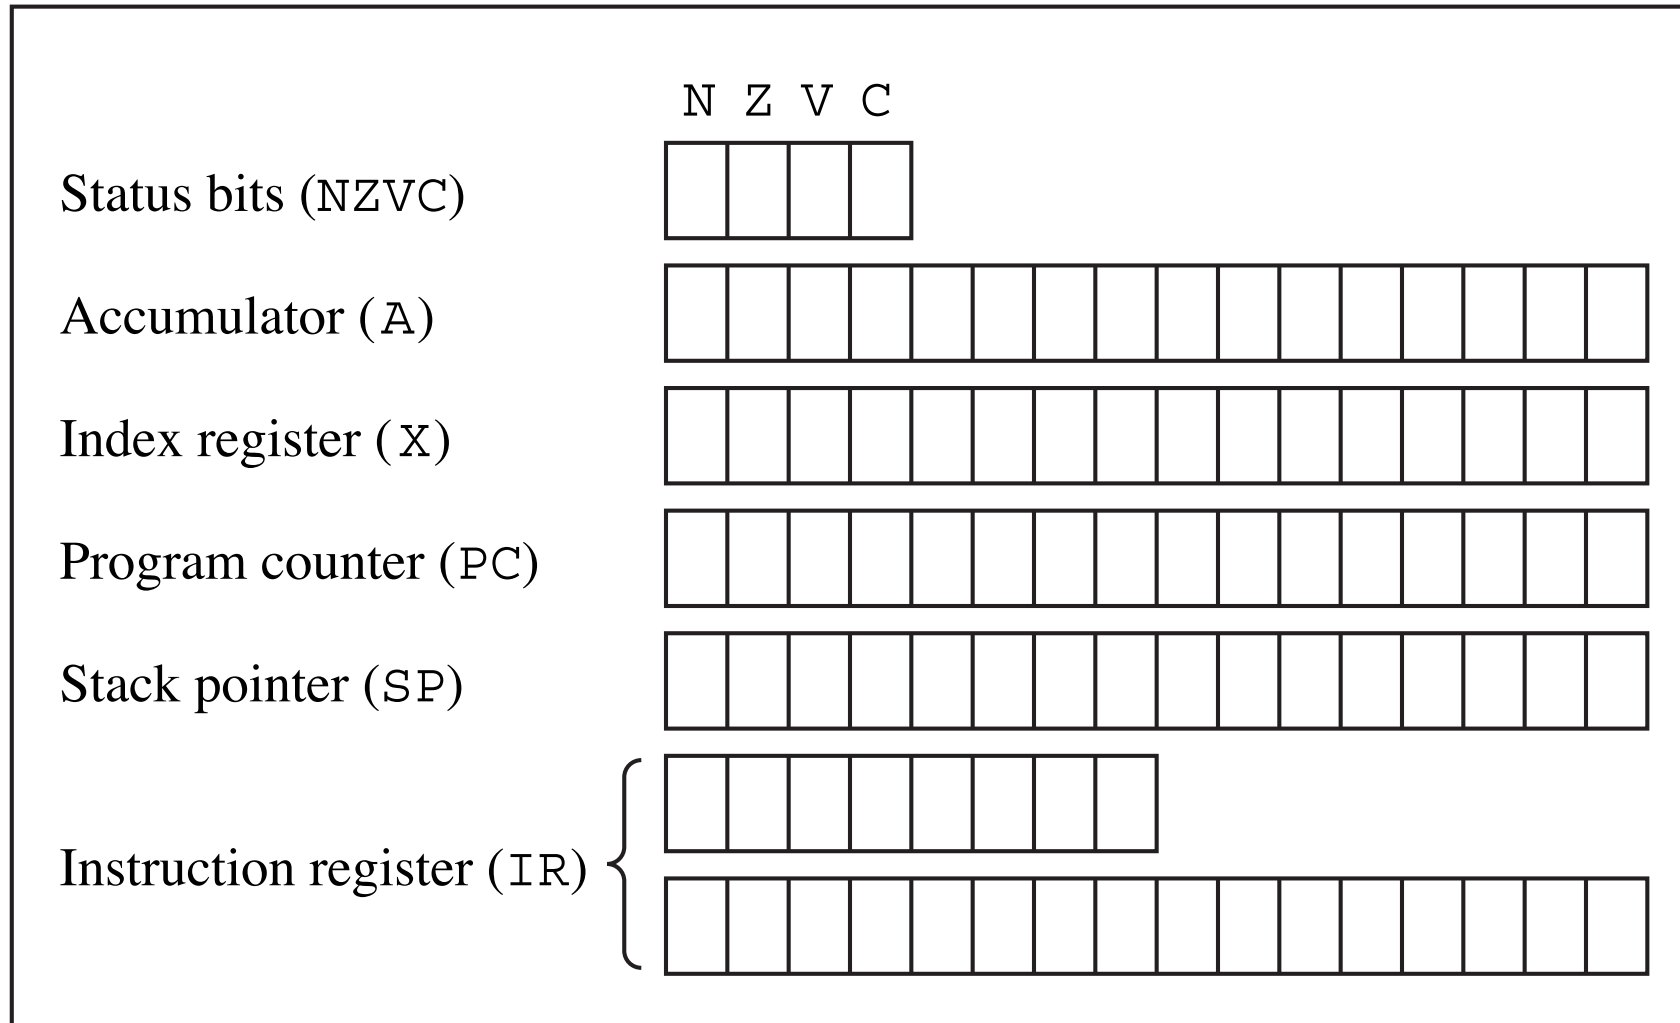 N Z V C
Status bits (NZVC)
Accumulator (A)
Index register (X)
Program counter (PC)
Stack pointer (SP)
Instruction register (IR)